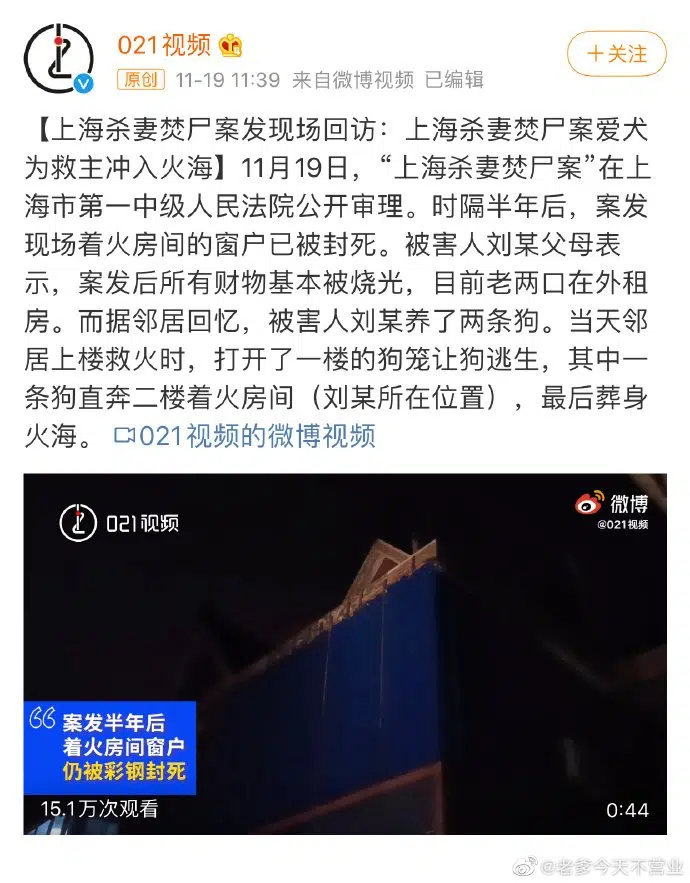 021视频
+关注
原创 11-19 11:39 来自微博视频 已编辑
【上海杀妻焚尸案发现场回访：上海杀妻焚尸案爱犬
为救主冲入火海】11月19日，“上海杀妻焚尸案”在上
海市第一中级人民法院公开审理。时隔半年后，案发
现场着火房间的窗户已被封死。被害人刘某父母表
示，案发后所有财物基本被烧光，目前老两口在外租
房。而据邻居回忆，被害人刘某养了两条狗。当天邻
居上楼救火时，打开了一楼的狗笼让狗逃生，其中一
条狗直奔二楼着火房间（刘某所在位置），最后葬身
火海。 021视频的微博视频
021视频
微博
@021视频
案发半年后
着火房间窗户
仍被彩钢封死
15.1万次观看
0:44
@老爹今天不营业